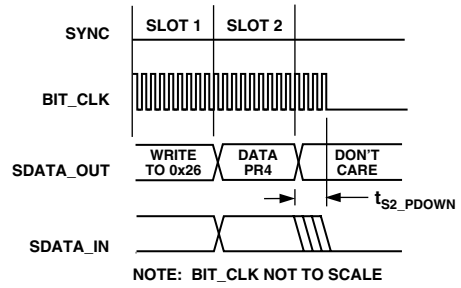 SYNC
SLOT 1
SLOT 2
BIT_CLK
SDATA_OUT
WRITE
TO 0x26
DATA
PR4
DON'T
CARE
tS2_PDOWN
SDATA_IN
NOTE: BIT_CLK NOT TO SCALE